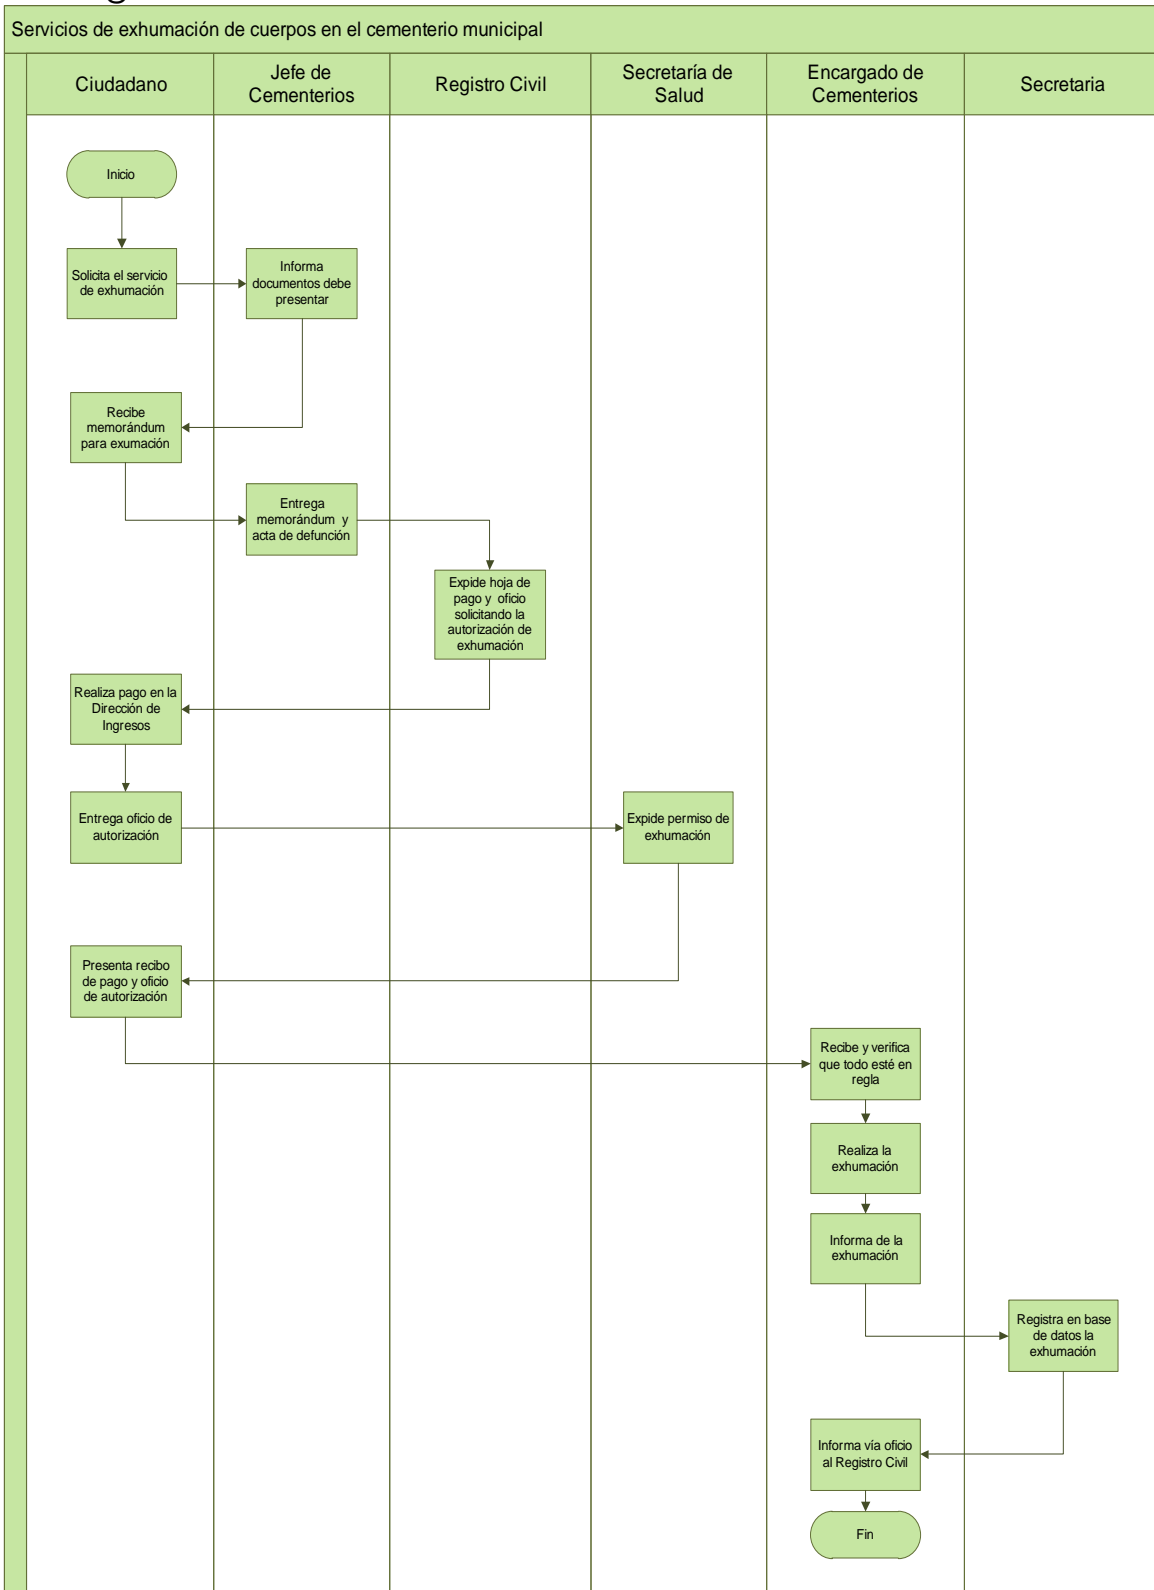 Servicios de exhumación de cuerpos en el cementerio municipal
Ciudadano
Jefe de
Cementerios
Registro Civil
Secretaría de
Salud
Encargado de
Cementerios
Secretaria
Inicio
Solicita el servicio
de exhumación
Informa
documentos debe
presentar
Recibe
memorándum
para exumación
Entrega
memorándum y
acta de defunción
Expide hoja de
pago y oficio
solicitando la
autorización de
exhumación
Realiza pago en la
Dirección de
Ingresos
Entrega oficio de
autorización
Expide permiso de
exhumación
Presenta recibo
de pago y oficio
de autorización
Recibe y verifica
que todo esté en
regla
Realiza la
exhumación
Informa de la
exhumación
Registra en base
de datos la
exhumación
Informa vía oficio
al Registro Civil
Fin